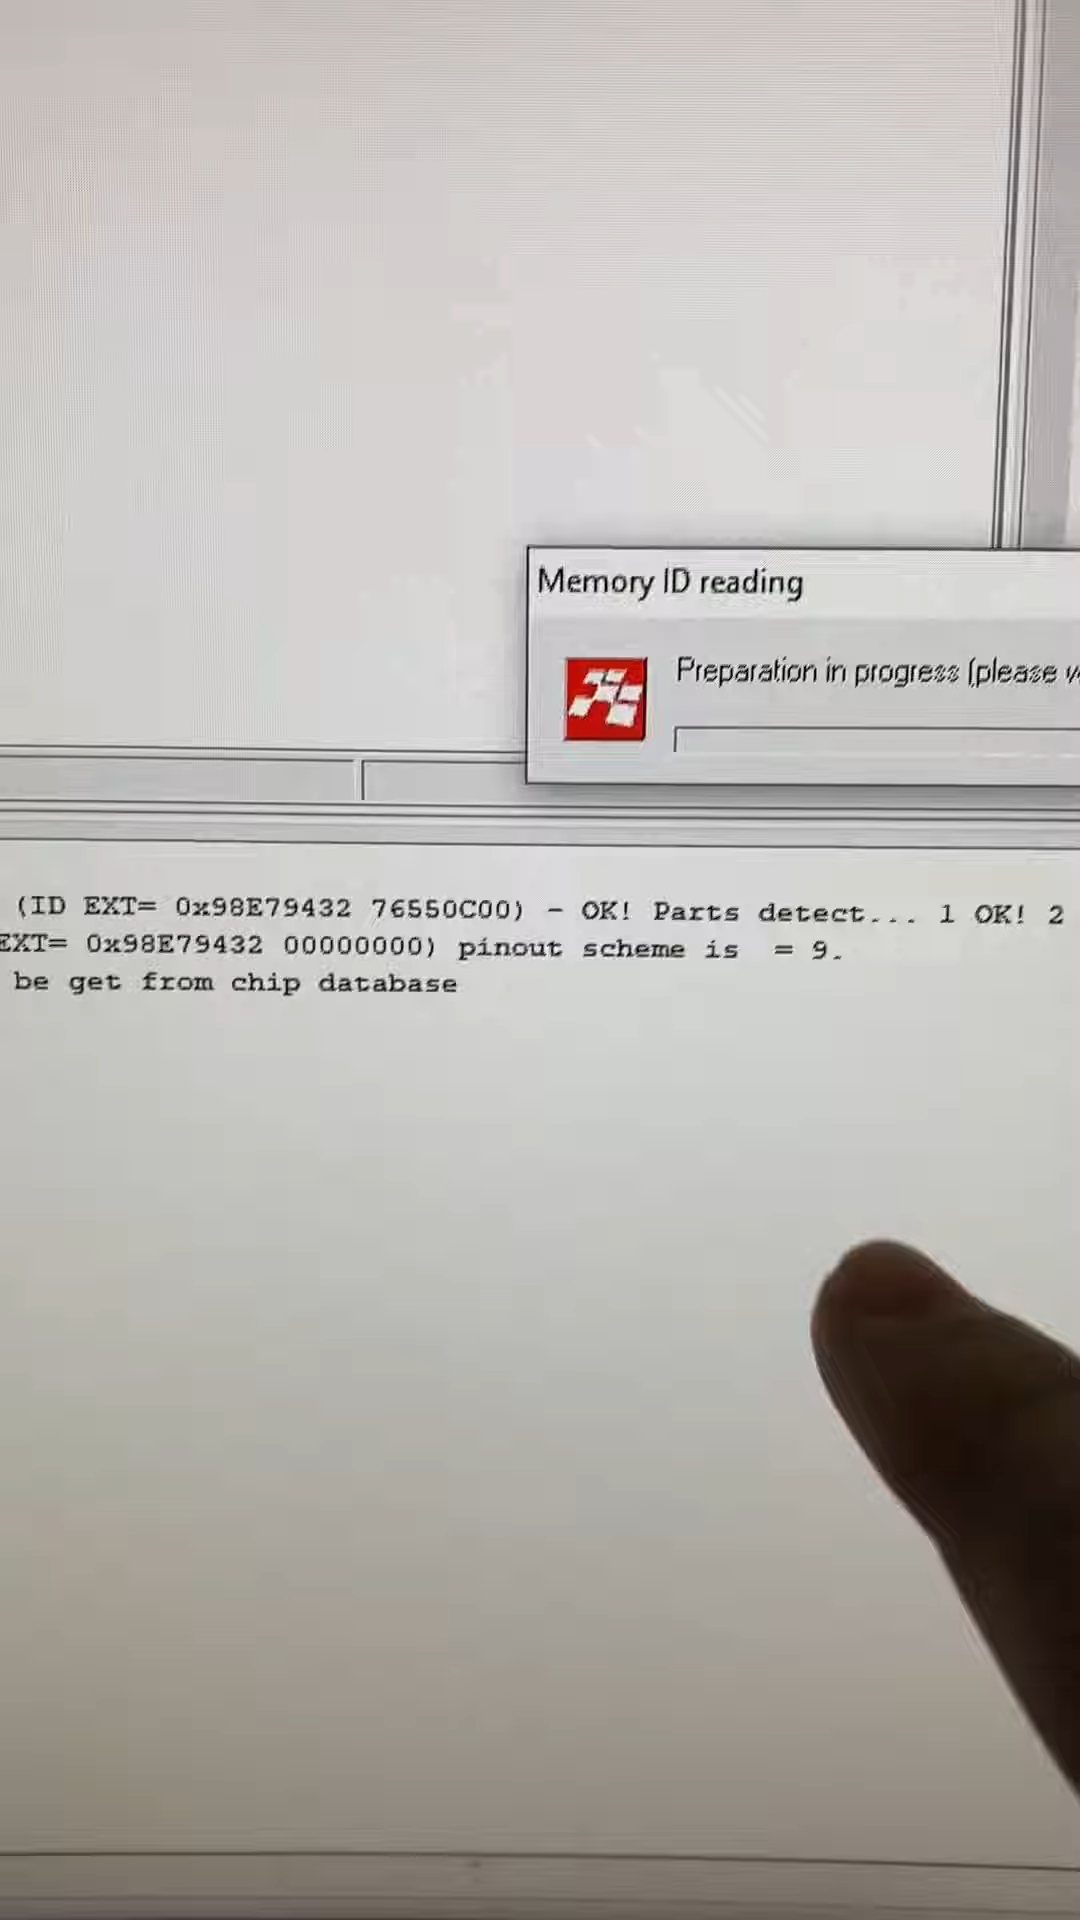 Memory ID reading
Preparation in progress (please
(ID EXT= 0x98E79432 76550C00) - OK! Parts detect... 1 OK! 2
EXT= 0x98E79432 00000000) pinout scheme is = 9.
be get from chip database